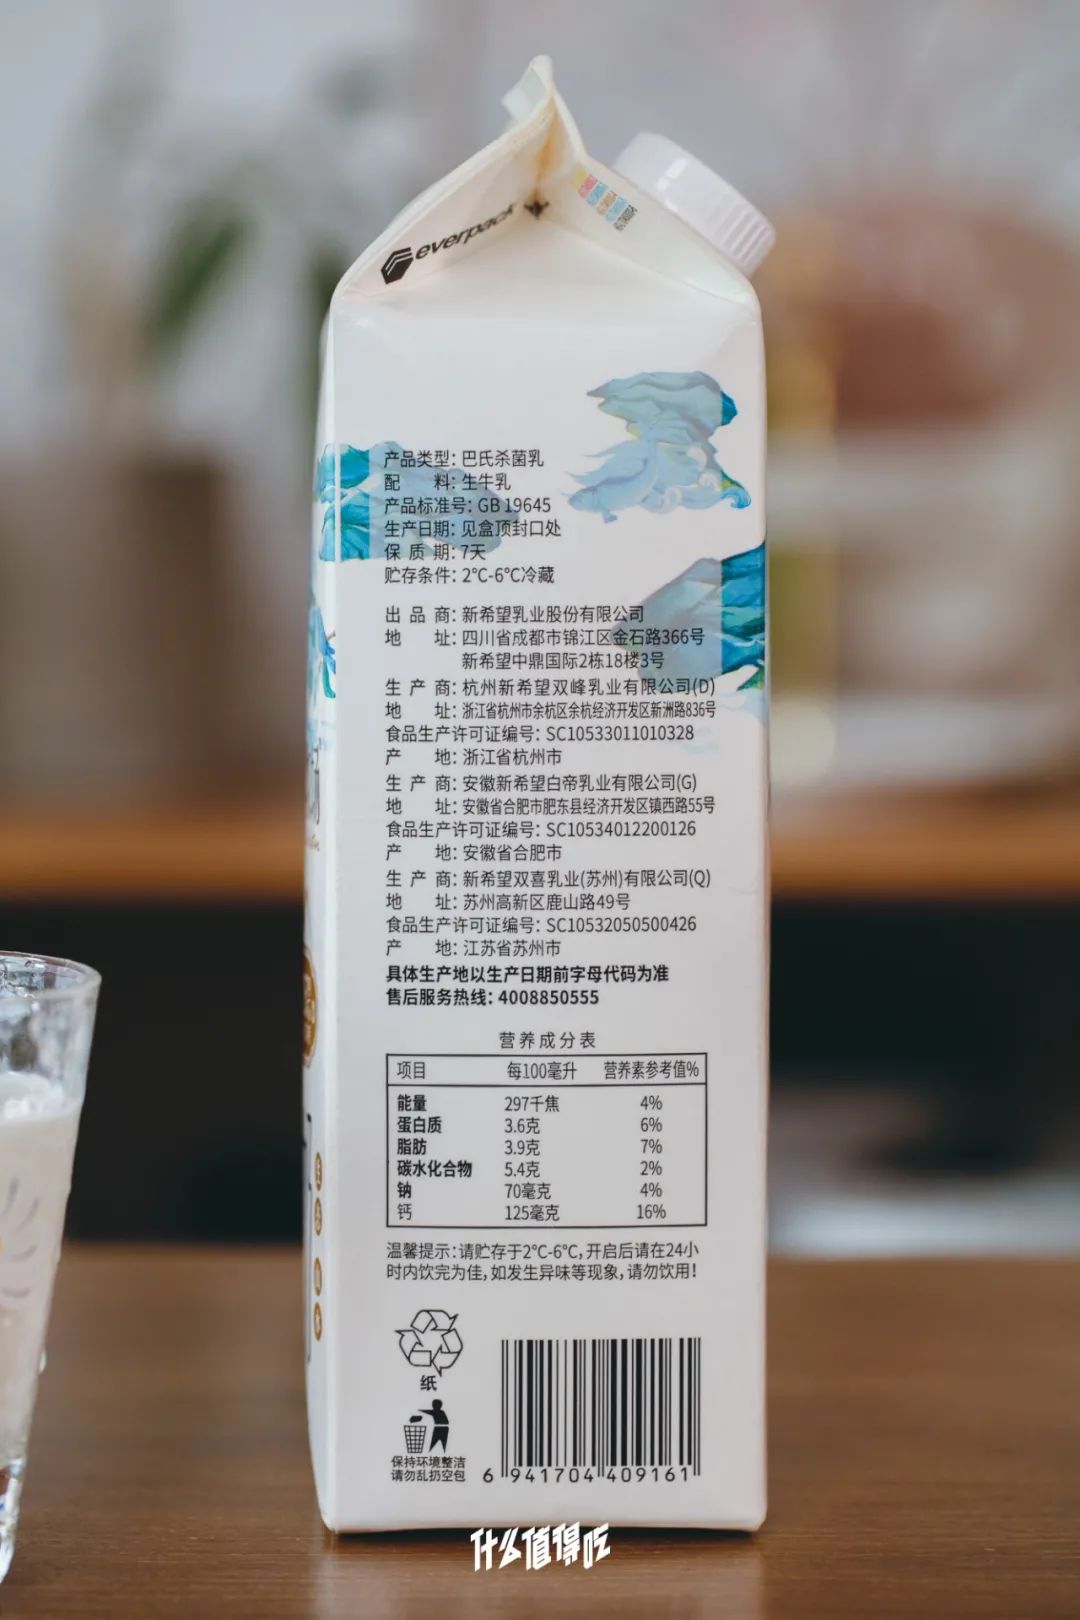 everpack
产品类型：巴氏杀菌乳
配 料：生牛乳
产品标准号：GB 19645
生产日期：见盒顶封口处
保 质 期：7天
贮存条件：2℃-6℃冷藏
出 品 商：新希望乳业股份有限公司
地 址：四川省成都市锦江区金石路366号
新希望中鼎国际2栋18楼3号
生 产 商：杭州新希望双峰乳业有限公司(D)
地 址：浙江省杭州市余杭区余杭经济开发区新洲路836号
食品生产许可证编号：SC10533011010328
产 地：浙江省杭州市
生 产 商：安徽新希望白帝乳业有限公司(G)
地 址：安徽省合肥市肥东县经济开发区镇西路55号
食品生产许可证编号：SC10534012200126
产 地：安徽省合肥市
生 产 商：新希望双喜乳业(苏州)有限公司(Q)
地 址：苏州高新区鹿山路49号
食品生产许可证编号：SC10532050500426
产 地：江苏省苏州市
具体生产地以生产日期前字母代码为准
售后服务热线：4008850555
营养成分表
项目 每100毫升 营养素参考值%
能量 297千焦 4%
蛋白质 3.6克 6%
脂肪 3.9克 7%
碳水化合物 5.4克 2%
钠 70毫克 4%
钙 125毫克 16%
温馨提示：请贮存于2℃-6℃，开启后请在24小
时内饮完为佳，如发生异味等现象，请勿饮用！
纸
保持环境整洁
请勿乱扔空包
6 941704 409161
什么值得吃